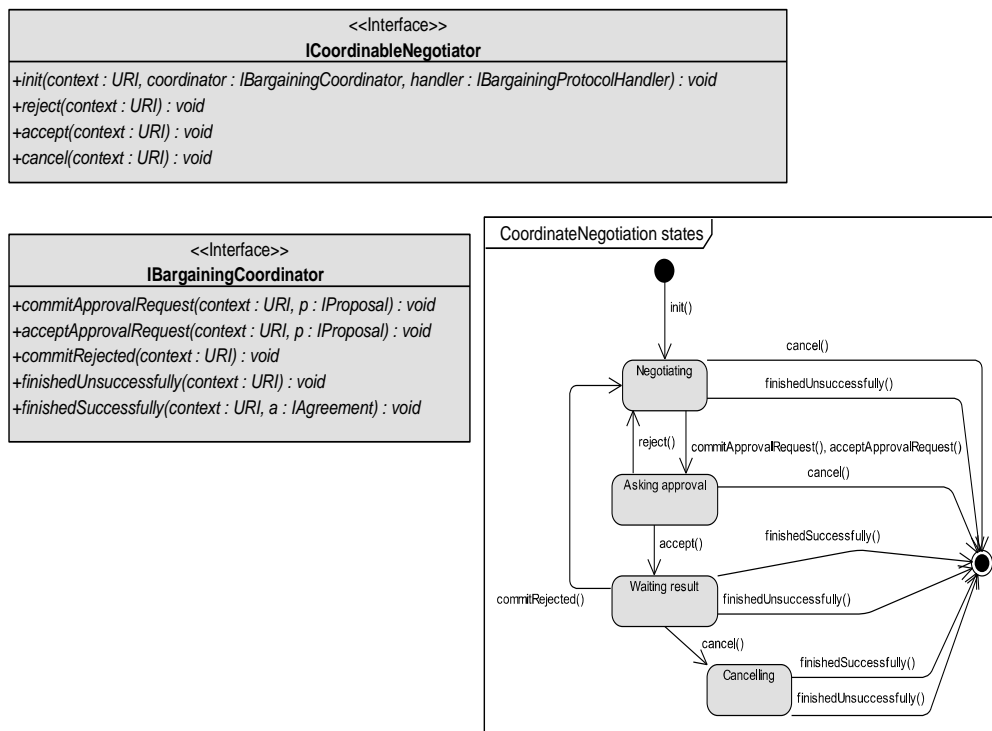 <<Interface>>
ICoordinableNegotiator
+init(context : URI, coordinator : IBargainingCoordinator, handler : IBargainingProtocolHandler) : void
+reject(context : URI) : void
+accept(context : URI) : void
+cancel(context : URI) : void
<<Interface>>
IBargainingCoordinator
+commitApprovalRequest(context : URI, p : IProposal) : void
+acceptApprovalRequest(context : URI, p : IProposal) : void
+commitRejected(context : URI) : void
+finishedUnsuccessfully(context : URI) : void
+finishedSuccessfully(context : URI, a : IAgreement) : void
CoordinateNegotiation states
init()
cancel()
Negotiating
finishedUnsuccessfully()
reject()
commitApprovalRequest(), acceptApprovalRequest()
cancel()
Asking approval
accept()
finishedSuccessfully()
Waiting result
commitRejected()
finishedUnsuccessfully()
cancel()
finishedSuccessfully()
Cancelling
finishedUnsuccessfully()